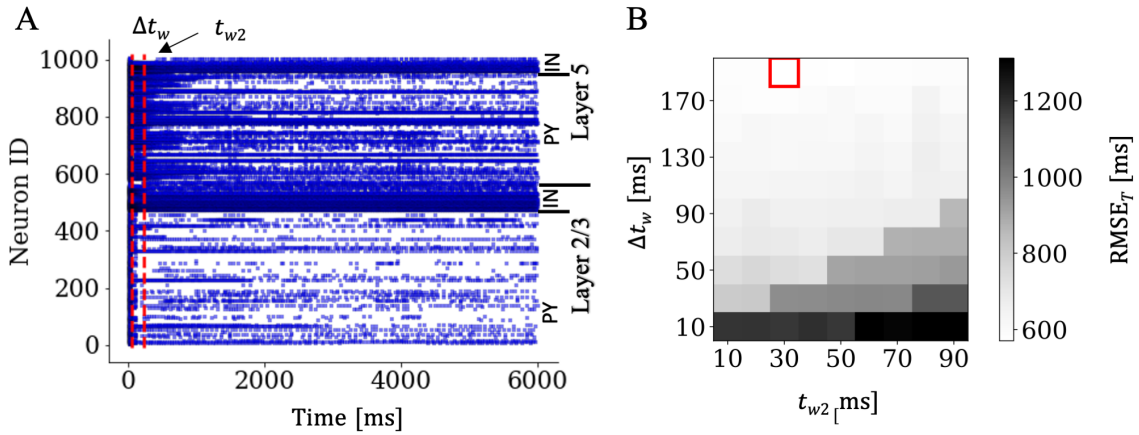 A
Δt_w t_w2
1000
800
600
400
200
0
Neuron ID
0 2000 4000 6000
Time [ms]
IN
PY
Layer 5
IN
PY
Layer 2/3
B
170
130
90
50
10
Δt_w [ms]
10 30 50 70 90
t_w2 [ms]
1200
1000
800
600
RMSE_T [ms]